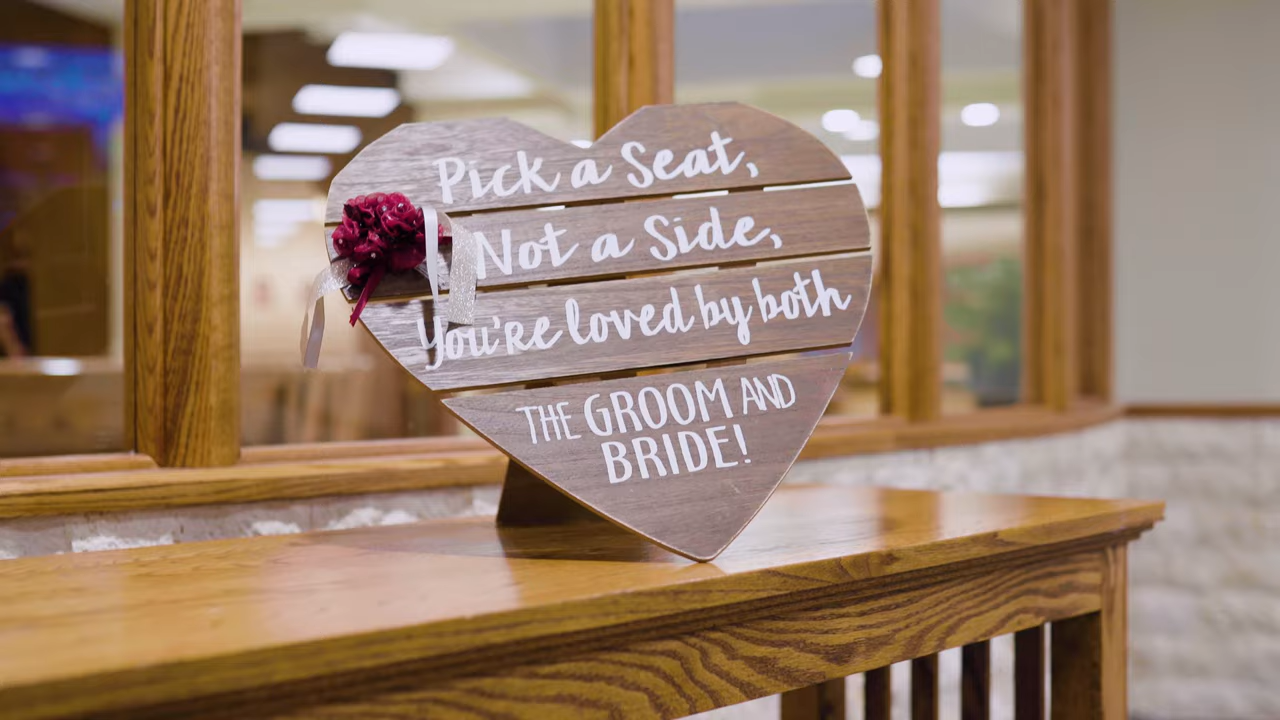 Pick a Seat,
Not a Side,
You're loved by both
THE GROOM AND
BRIDE!